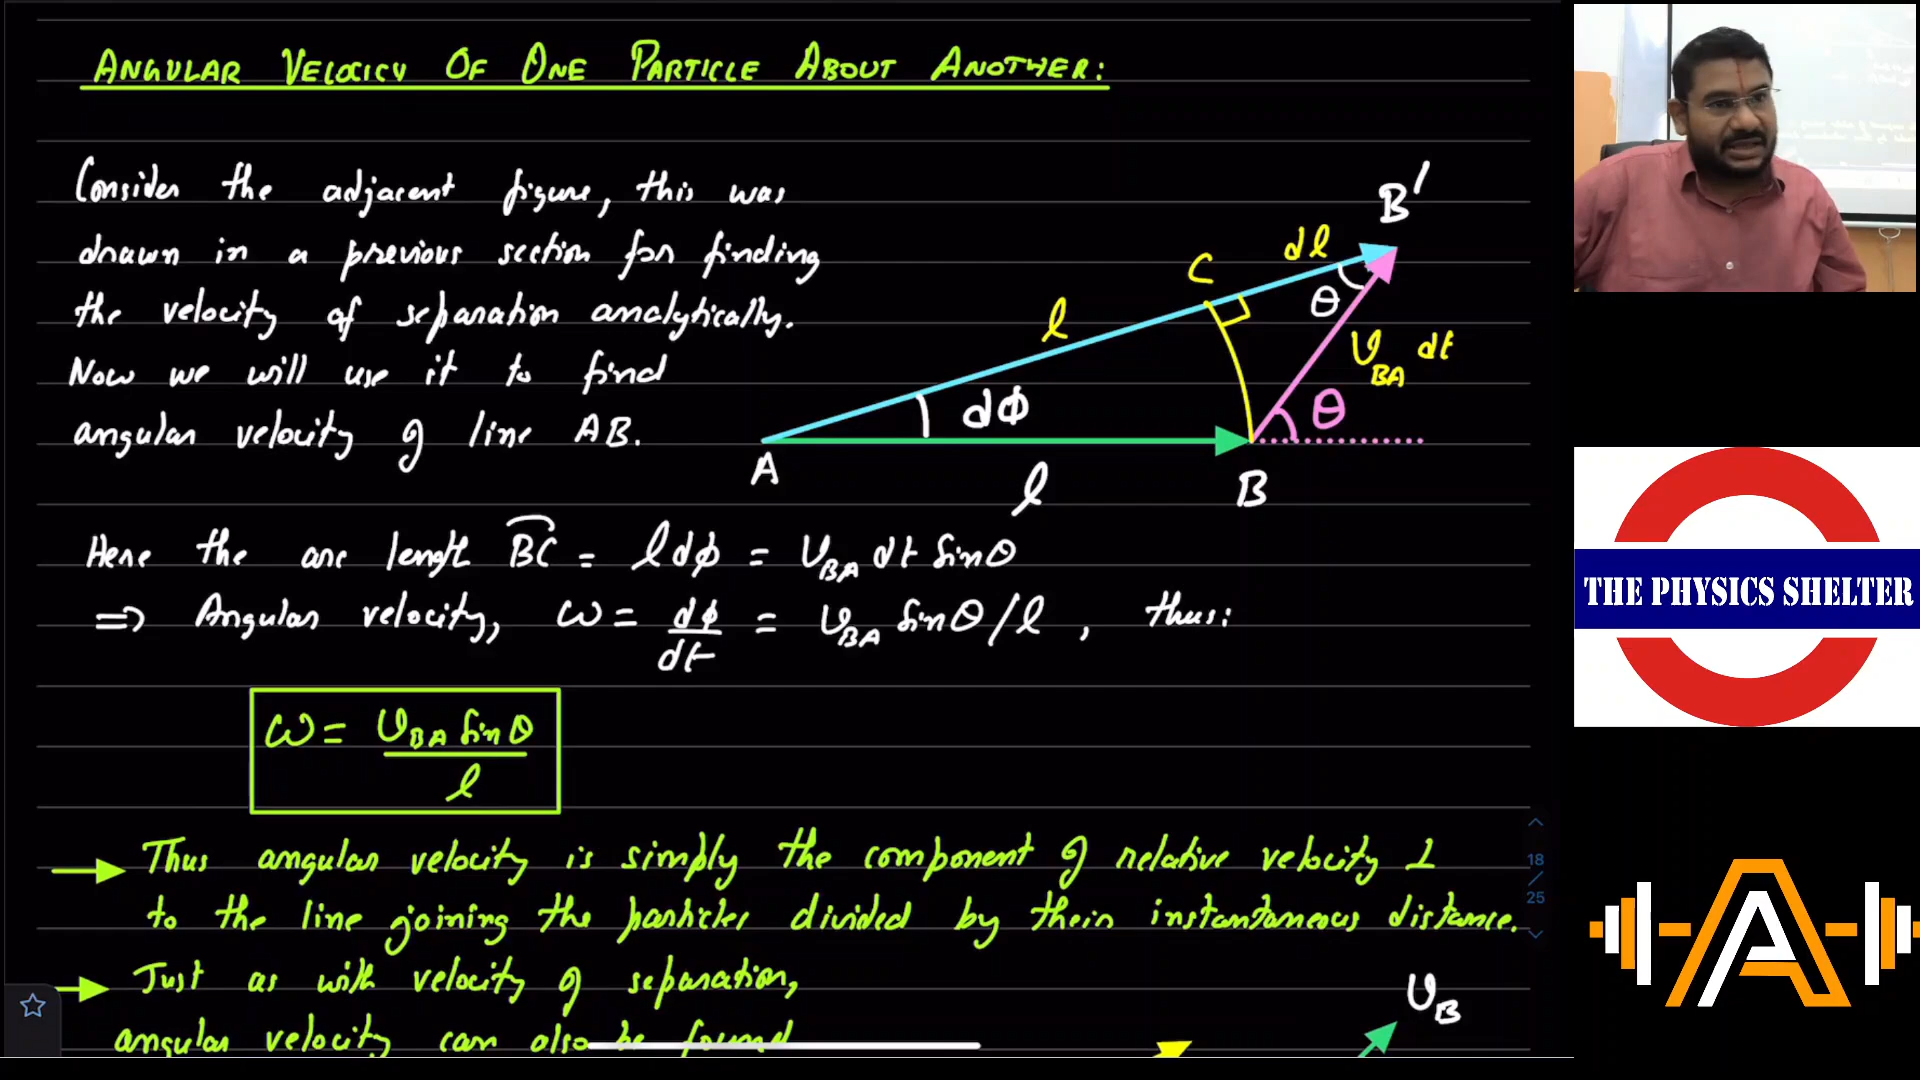 ANGULAR VELOCICY OF ONE PARTICLE ABOUT ANOTHER:
Consider the adjacent figure, this was
drawn in a previous section for finding
the velocity of separation analytically.
Now we will use it to find
angular velocity of line AB.
B'
dl
C
θ
l
V_BA dt
dϕ
θ
A
l
B
Here the arc length BC = l dϕ = V_BA dt sinθ
⇒ Angular velocity, ω = dϕ/dt = V_BA sinθ/l , thus:
ω = V_BA sinθ / l
→ Thus angular velocity is simply the component of relative velocity ⊥
to the line joining the particles divided by their instantaneous distance.
→ Just as with velocity of separation,
angular velocity can also be found
V_B
18
/
25
THE PHYSICS SHELTER
A